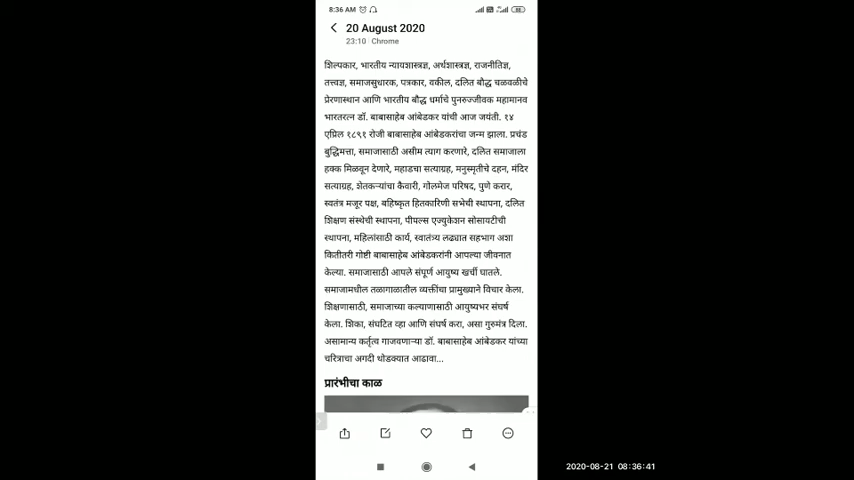 8:36 AM
20 August 2020
23:10 Chrome
शिल्पकार, भारतीय न्यायशास्त्रज्ञ, अर्थशास्त्रज्ञ, राजनीतिज्ञ,
तत्त्वज्ञ, समाजसुधारक, पत्रकार, वकील, दलित बौद्ध चळवळीचे
प्रेरणास्थान आणि भारतीय बौद्ध धर्माचे पुनरुज्जीवक महामानव
भारतरत्न डॉ. बाबासाहेब आंबेडकर यांची आज जयंती. १४
एप्रिल १८९१ रोजी बाबासाहेब आंबेडकरांचा जन्म झाला. प्रचंड
बुद्धिमत्ता, समाजासाठी असीम त्याग करणारे, दलित समाजाला
हक्क मिळवून देणारे, महाडचा सत्याग्रह, मनुस्मृतीचे दहन, मंदिर
सत्याग्रह, शेतकऱ्यांचा कैवारी, गोलमेज परिषद, पुणे करार,
स्वतंत्र मजूर पक्ष, बहिष्कृत हितकारिणी सभेची स्थापना, दलित
शिक्षण संस्थेची स्थापना, पीपल्स एज्युकेशन सोसायटीची
स्थापना, महिलांसाठी कार्य, स्वातंत्र्य लढ्यात सहभाग अशा
कितीतरी गोष्टी बाबासाहेब आंबेडकरांनी आपल्या जीवनात
केल्या. समाजासाठी आपले संपूर्ण आयुष्य खर्ची घातले.
समाजामधील तळागाळातील व्यक्तींचा प्रामुख्याने विचार केला.
शिक्षणासाठी, समाजाच्या कल्याणासाठी आयुष्यभर संघर्ष
केला. शिका, संघटित व्हा आणि संघर्ष करा, असा गुरुमंत्र दिला.
असामान्य कर्तृत्व गाजवणाऱ्या डॉ. बाबासाहेब आंबेडकर यांच्या
चरित्राचा अगदी थोडक्यात आढावा...
प्रारंभीचा काळ
2020-08-21 08:36:41